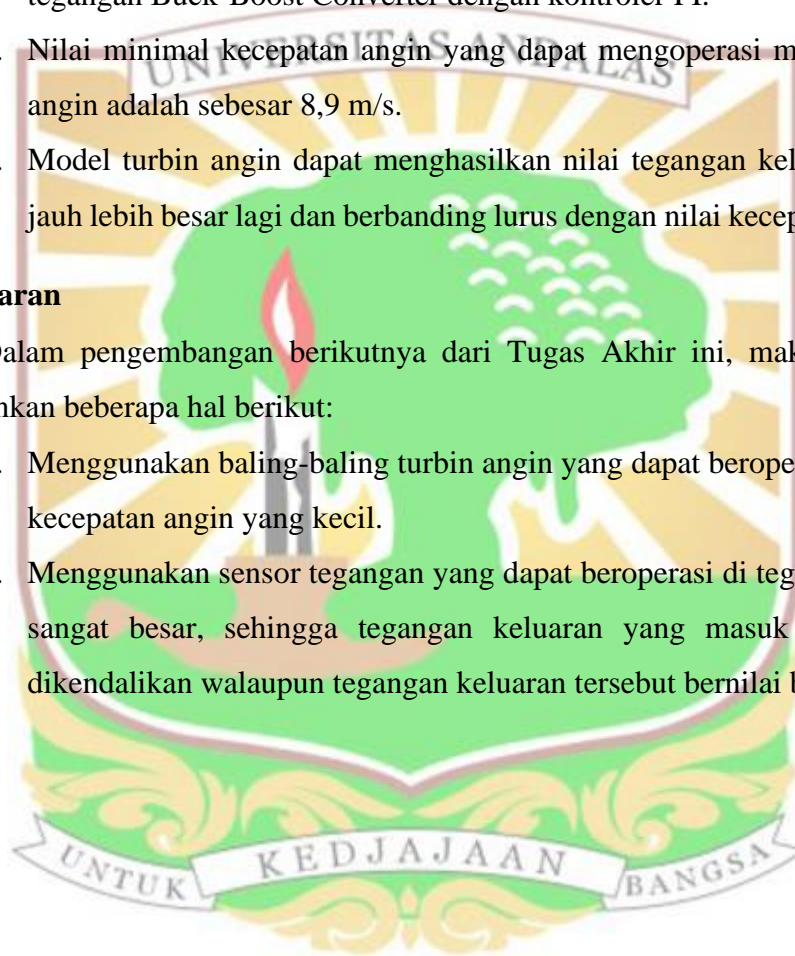 tegangan Buck-Boost Converter dengan kontroler PI.
UNIVERSITAS ANDALAS
. Nilai minimal kecepatan angin yang dapat mengoperasi m
angin adalah sebesar 8,9 m/s.
. Model turbin angin dapat menghasilkan nilai tegangan kel
jauh lebih besar lagi dan berbanding lurus dengan nilai kecep
aran
Dalam pengembangan berikutnya dari Tugas Akhir ini, mak
nkan beberapa hal berikut:
. Menggunakan baling-baling turbin angin yang dapat berope
kecepatan angin yang kecil.
. Menggunakan sensor tegangan yang dapat beroperasi di teg
sangat besar, sehingga tegangan keluaran yang masuk
dikendalikan walaupun tegangan keluaran tersebut bernilai b
UNTUK KEDJAJAAN BANGSA